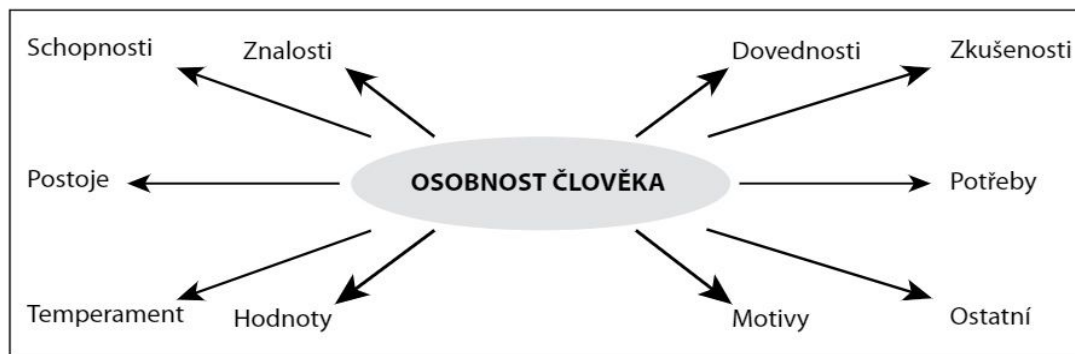 Schopnosti
Znalosti
Dovednosti
Zkušenosti
Postoje
OSOBNOST ČLOVĚKA
Potřeby
Temperament
Hodnoty
Motivy
Ostatní